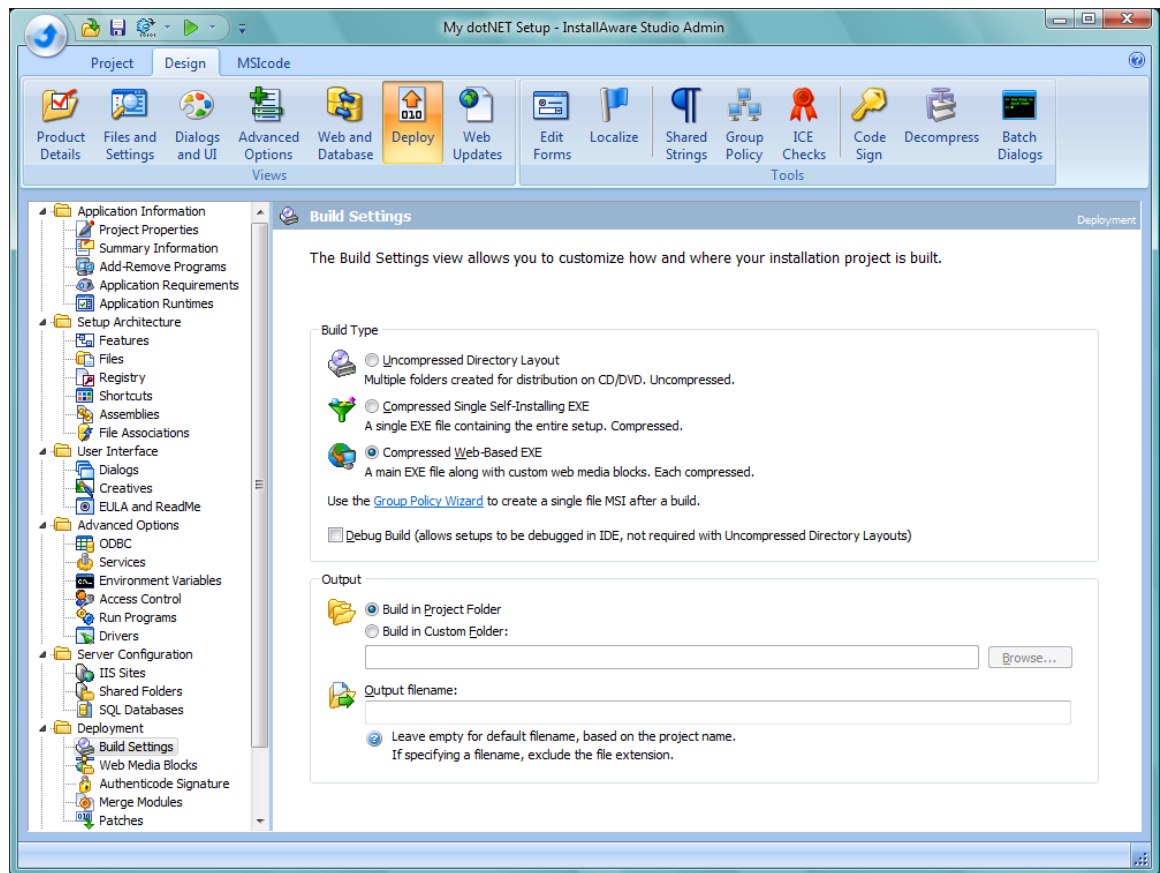 My dotNET Setup - InstallAware Studio Admin
Project Design MSIcode
Product Details
Files and Settings
Dialogs and UI
Advanced Options
Web and Database
Deploy
Web Updates
Edit Forms
Localize
Shared Strings
Group Policy
ICE Checks
Code Sign
Decompress
Batch Dialogs
Views
Tools
Application Information
Project Properties
Summary Information
Add-Remove Programs
Application Requirements
Application Runtimes
Setup Architecture
Features
Files
Registry
Shortcuts
Assemblies
File Associations
User Interface
Dialogs
Creatives
EULA and ReadMe
Advanced Options
ODBC
Services
Environment Variables
Access Control
Run Programs
Drivers
Server Configuration
IIS Sites
Shared Folders
SQL Databases
Deployment
Build Settings
Web Media Blocks
Authenticode Signature
Merge Modules
Patches
Build Settings
Deployment
The Build Settings view allows you to customize how and where your installation project is built.
Build Type
Uncompressed Directory Layout
Multiple folders created for distribution on CD/DVD. Uncompressed.
Compressed Single Self-Installing EXE
A single EXE file containing the entire setup. Compressed.
Compressed Web-Based EXE
A main EXE file along with custom web media blocks. Each compressed.
Use the Group Policy Wizard to create a single file MSI after a build.
Debug Build (allows setups to be debugged in IDE, not required with Uncompressed Directory Layouts)
Output
Build in Project Folder
Build in Custom Folder:
Browse...
Output filename:
Leave empty for default filename, based on the project name.
If specifying a filename, exclude the file extension.